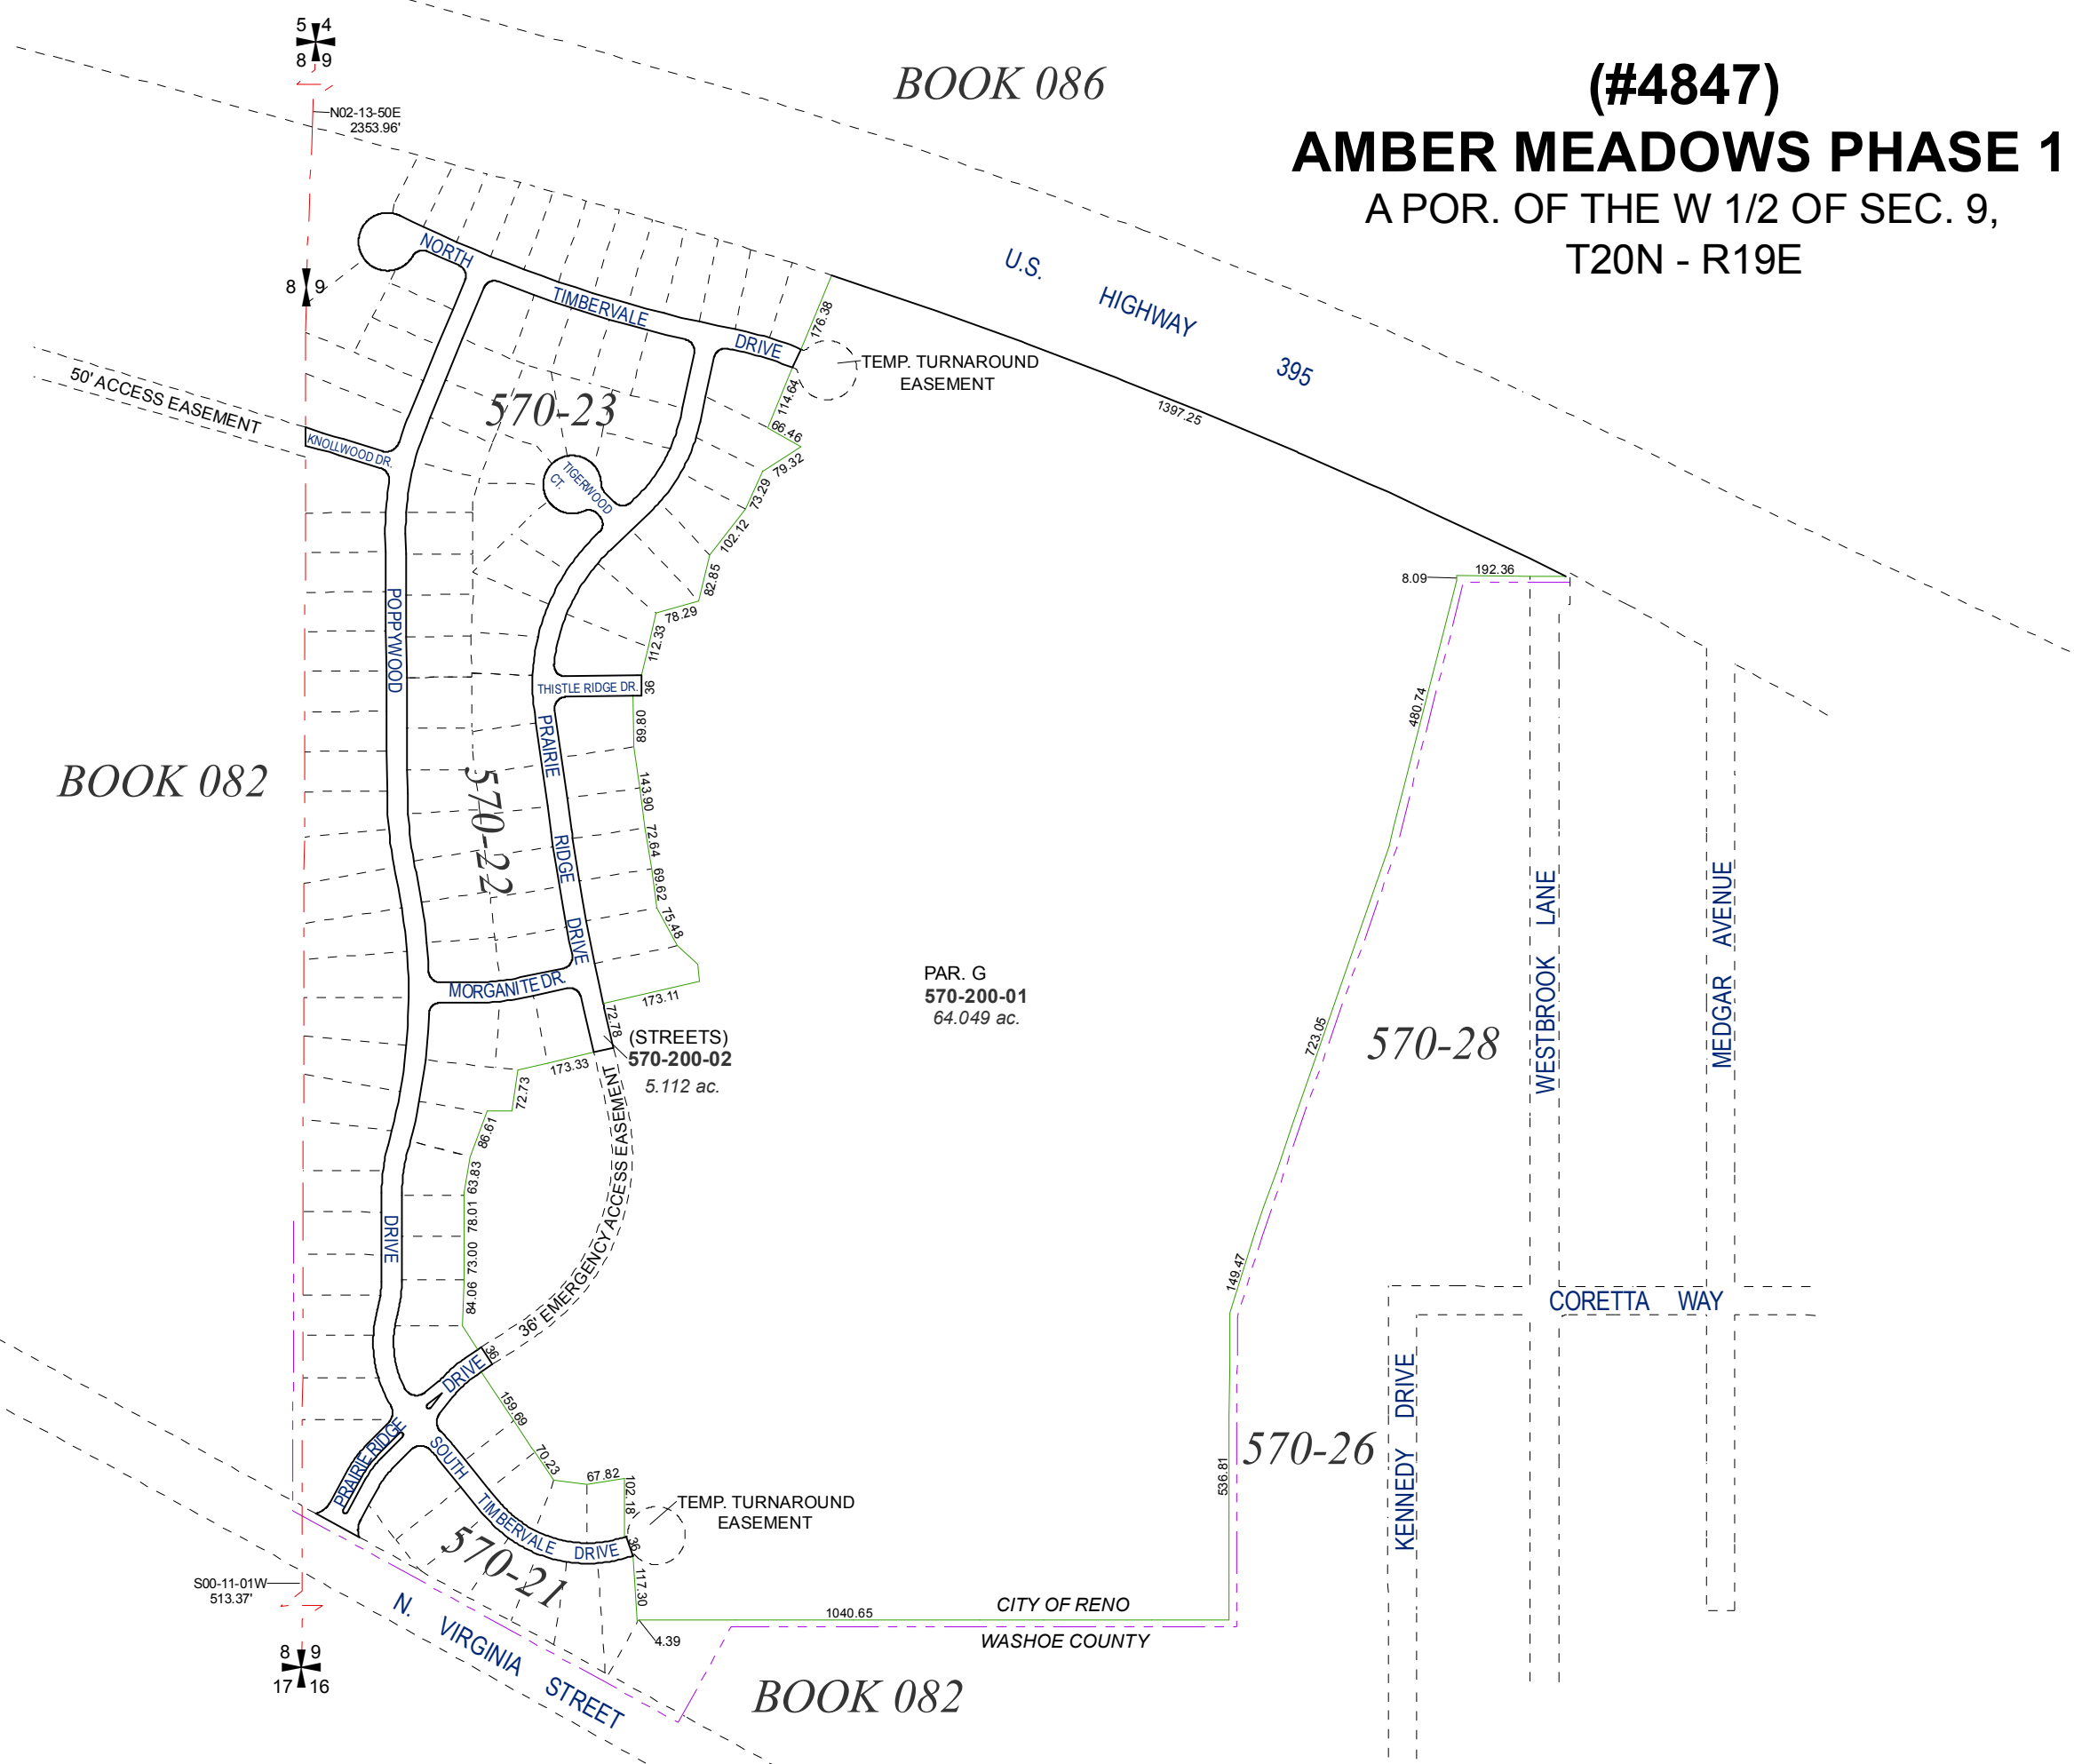 (#4847)
AMBER MEADOWS PHASE 1
A POR. OF THE W 1/2 OF SEC. 9,
T20N - R19E
BOOK 086
5 4
8 9
N02-13-50E
2353.96'
8 9
U.S. HIGHWAY 395
NORTH TIMBERVALE DRIVE
176.38
TEMP. TURNAROUND
EASEMENT
114.64
66.46
79.32
73.29
102.12
82.85
78.29
112.33
36
1397.25
50' ACCESS EASEMENT
KNOLLWOOD DR.
570-23
TIGERWOOD
CT.
192.36
8.09
480.74
POPPYWOOD DRIVE
THISTLE RIDGE DR.
PRAIRIE RIDGE DRIVE
89.80
143.90
72.64
69.62
75.48
173.11
BOOK 082
570-22
MORGANITE DR.
72.78
(STREETS)
570-200-02
5.112 ac.
PAR. G
570-200-01
64.049 ac.
723.05
570-28
WESTBROOK LANE
MEDGAR AVENUE
173.33
72.73
86.61
63.83
78.01
73.00
84.06
36' EMERGENCY ACCESS EASEMENT
149.47
CORETTA WAY
36
PRAIRIE RIDGE DRIVE
159.69
70.23
67.82
102.18
SOUTH TIMBERVALE DRIVE
36
TEMP. TURNAROUND
EASEMENT
117.30
570-21
536.81
570-26
KENNEDY DRIVE
S00-11-01W
513.37'
1040.65
4.39
CITY OF RENO
WASHOE COUNTY
N. VIRGINIA STREET
8 9
17 16
BOOK 082